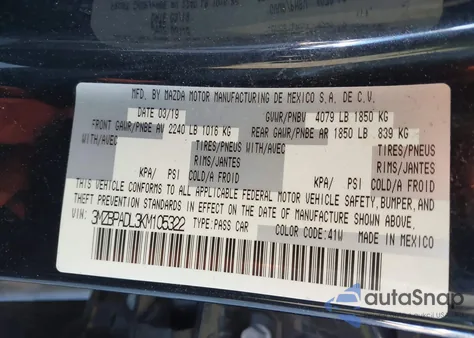 MFD. BY MAZDA MOTOR MANUFACTURING DE MEXICO S.A. DE C.V.
DATE 03/19 GVWR/PNBV 4079 LB 1850 KG
FRONT GAWR/PNBE AV 2240 LB 1016 KG REAR GAWR/PNBE AR 1850 LB 839 KG
WITH/AVEC TIRES/PNEUS WITH/AVEC TIRES/PNEUS
RIMS/JANTES RIMS/JANTES
KPA/ PSI COLD/A FROID KPA/ PSI COLD/A FROID
THIS VEHICLE CONFORMS TO ALL APPLICABLE FEDERAL MOTOR VEHICLE SAFETY, BUMPER, AND
THEFT PREVENTION STANDARDS IN EFFECT ON THE DATE OF MANUFACTURE SHOWN ABOVE.
VIN: 3MZBPADL3KM105322 TYPE:PASS CAR COLOR CODE:41W MADE IN MEXICO
autoSnap